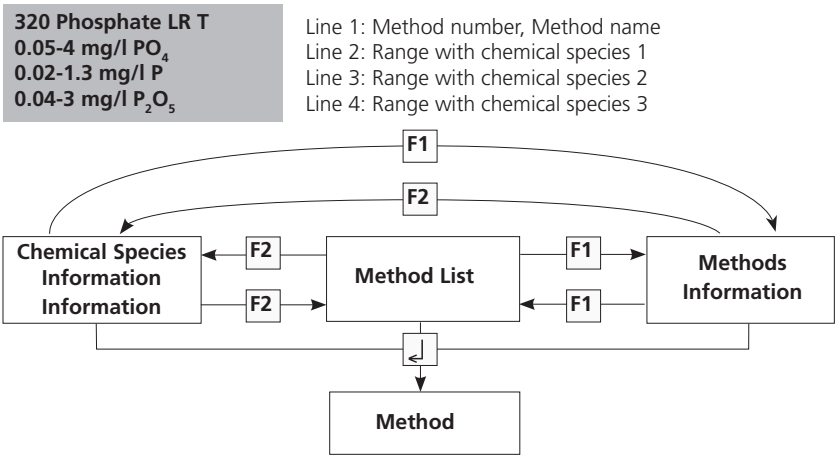 320 Phosphate LR T
0.05-4 mg/l PO₄
0.02-1.3 mg/l P
0.04-3 mg/l P₂O₅
Line 1: Method number, Method name
Line 2: Range with chemical species 1
Line 3: Range with chemical species 2
Line 4: Range with chemical species 3
F1
F2
Chemical Species
Information
Information
F2
F2
Method List
F1
F1
Methods
Information
↲
Method